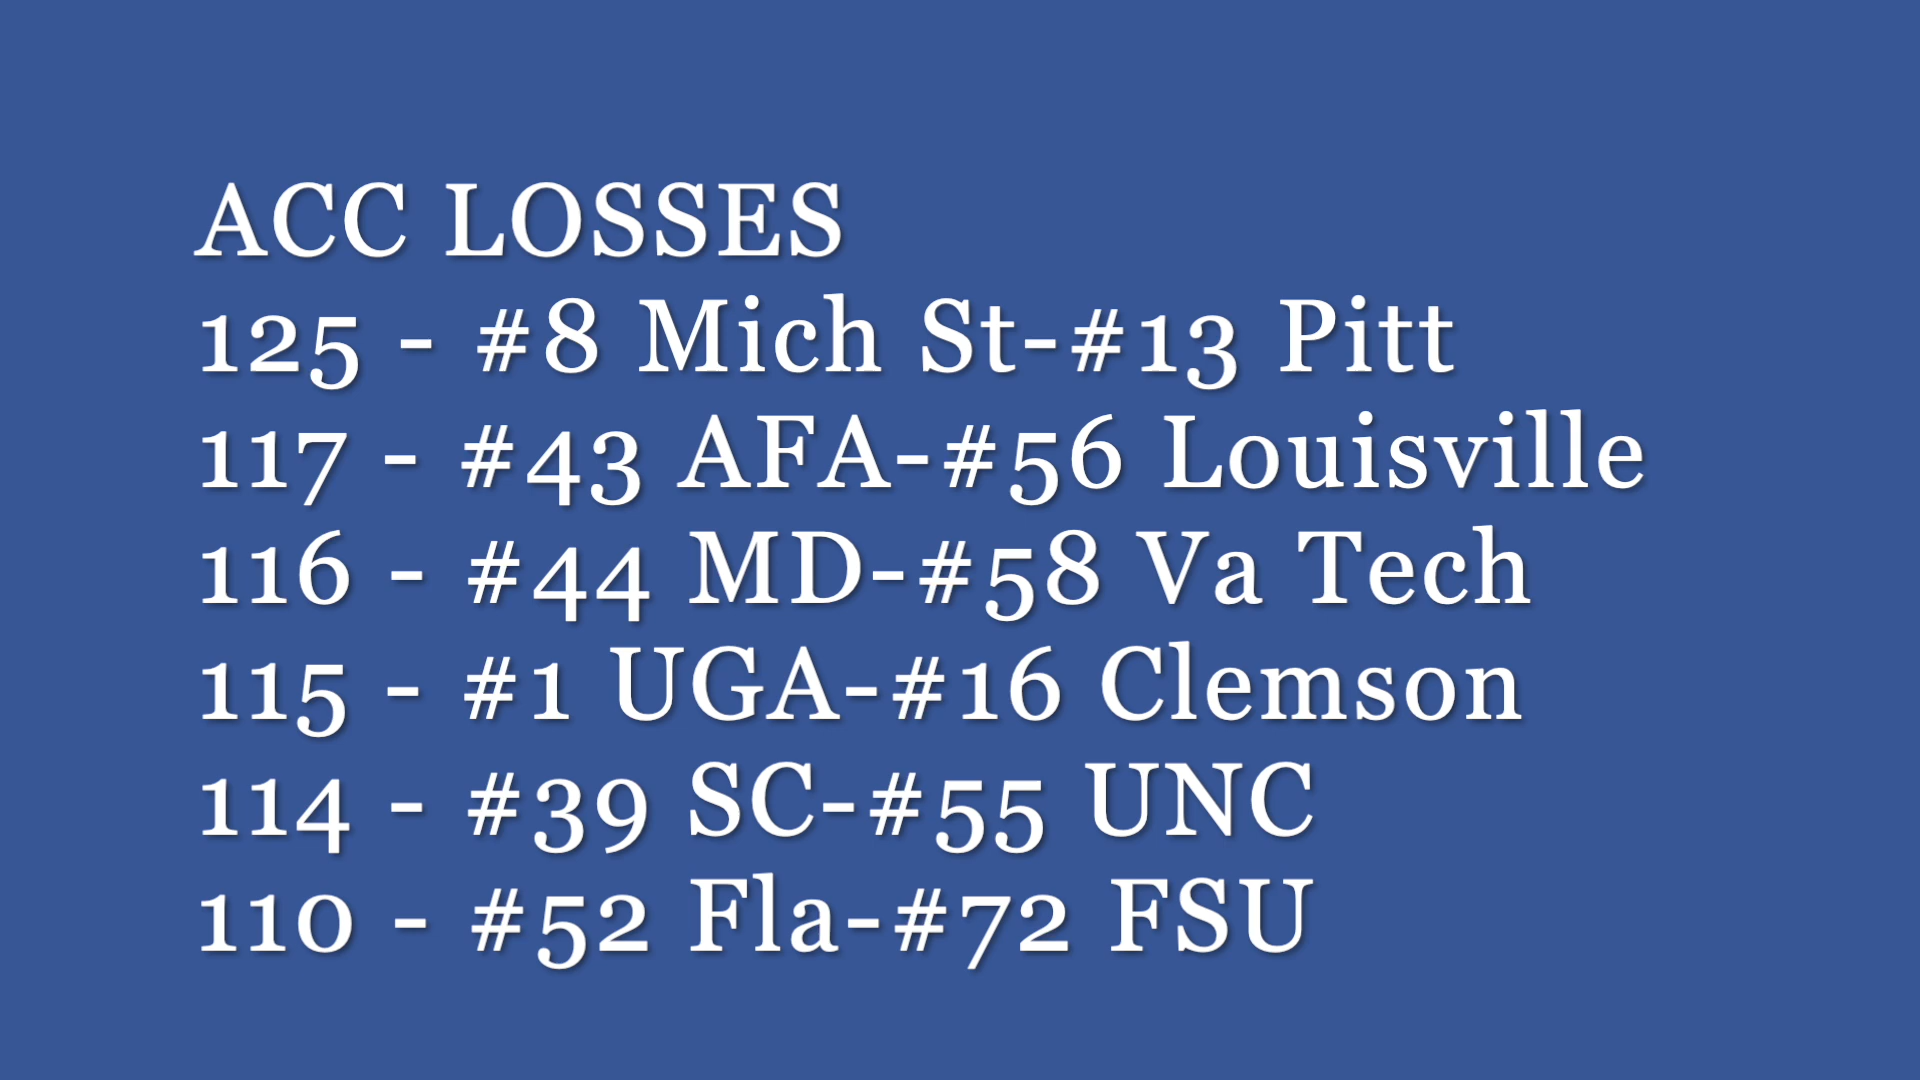 ACC LOSSES
125 - #8 Mich St-#13 Pitt
117 - #43 AFA-#56 Louisville
116 - #44 MD-#58 Va Tech
115 - #1 UGA-#16 Clemson
114 - #39 SC-#55 UNC
110 - #52 Fla-#72 FSU